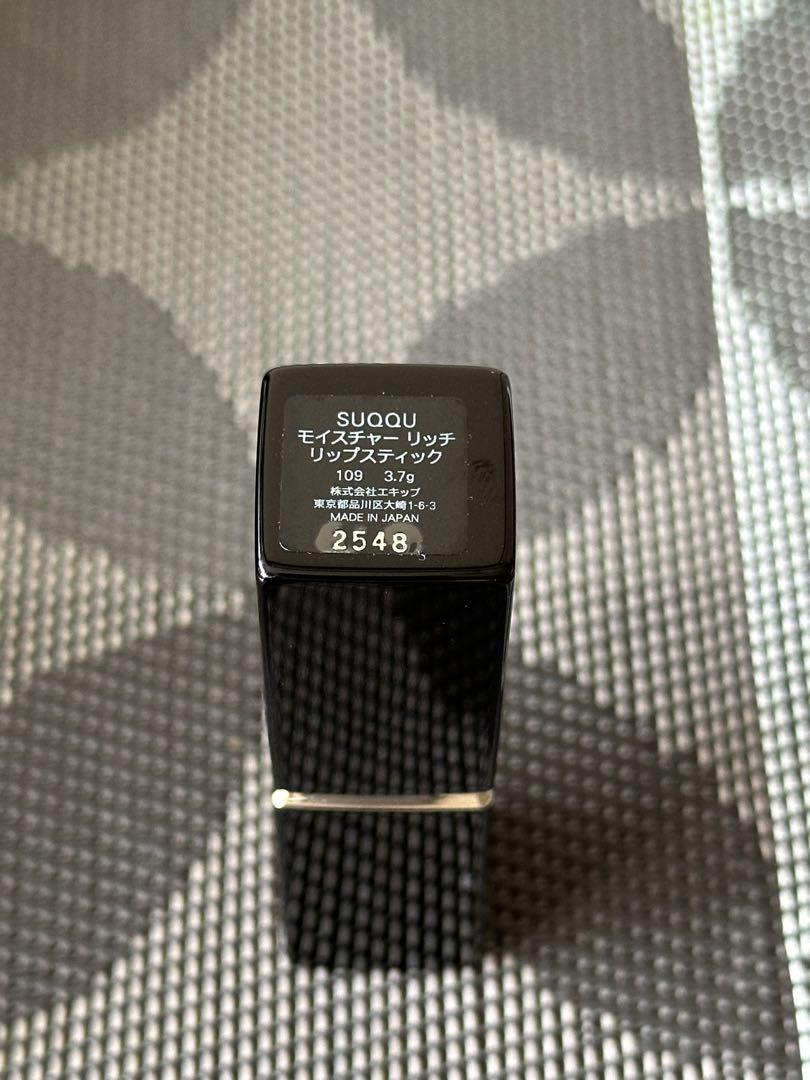 SUQQU
モイスチャー リッチ
リップスティック
109 3.7g
株式会社エキップ
東京都品川区大崎1-6-3
MADE IN JAPAN
2548